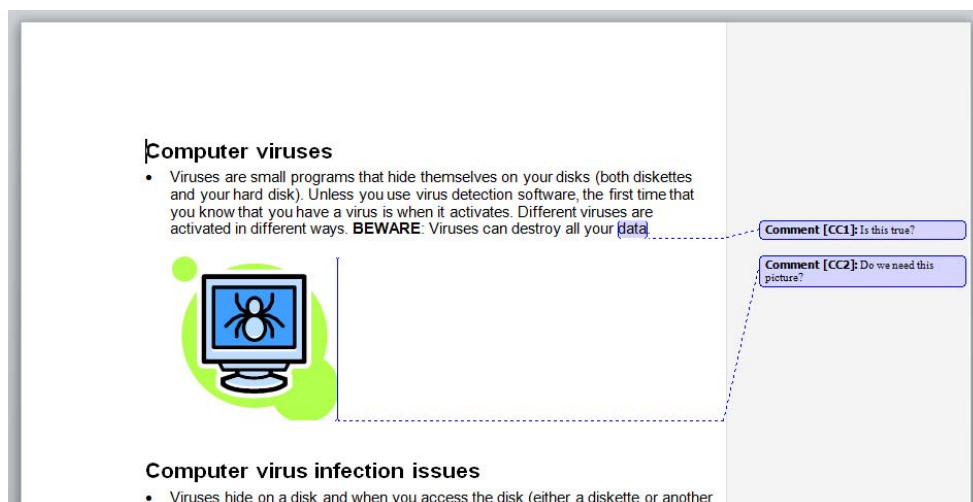 Computer viruses
• Viruses are small programs that hide themselves on your disks (both diskettes
and your hard disk). Unless you use virus detection software, the first time that
you know that you have a virus is when it activates. Different viruses are
activated in different ways. BEWARE: Viruses can destroy all your data.
Comment [CC1]: Is this true?
Comment [CC2]: Do we need this
picture?
Computer virus infection issues
• Viruses hide on a disk and when you access the disk (either a diskette or another